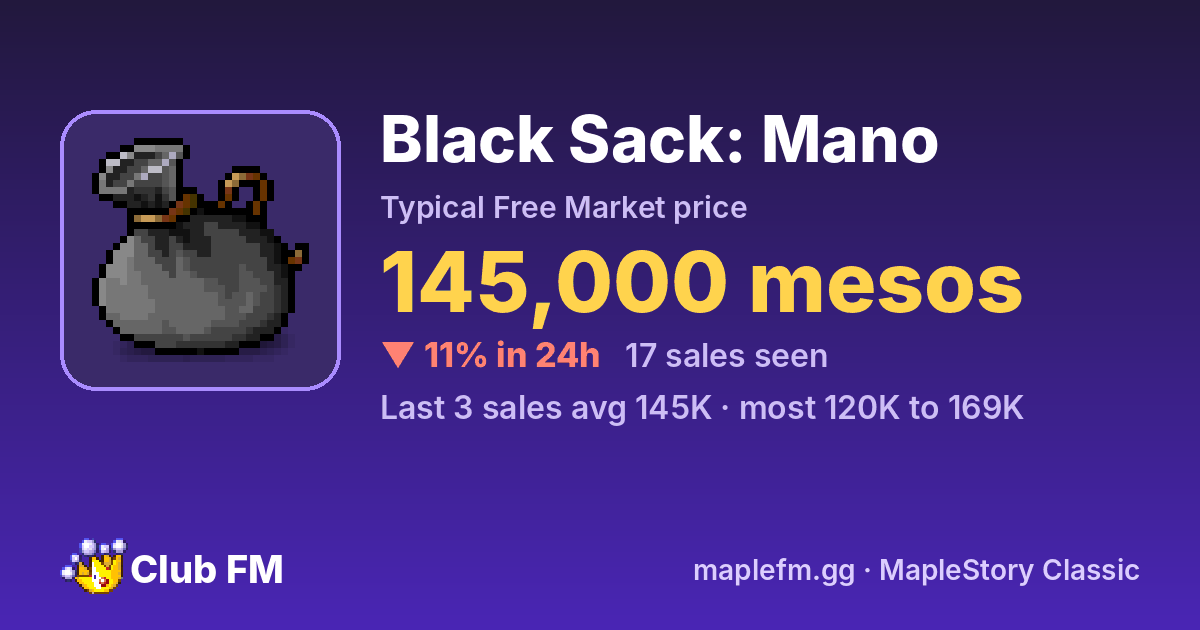 Black Sack: Mano
Typical Free Market price
145,000 mesos
▼ 11% in 24h 17 sales seen
Last 3 sales avg 145K · most 120K to 169K
Club FM
maplefm.gg · MapleStory Classic